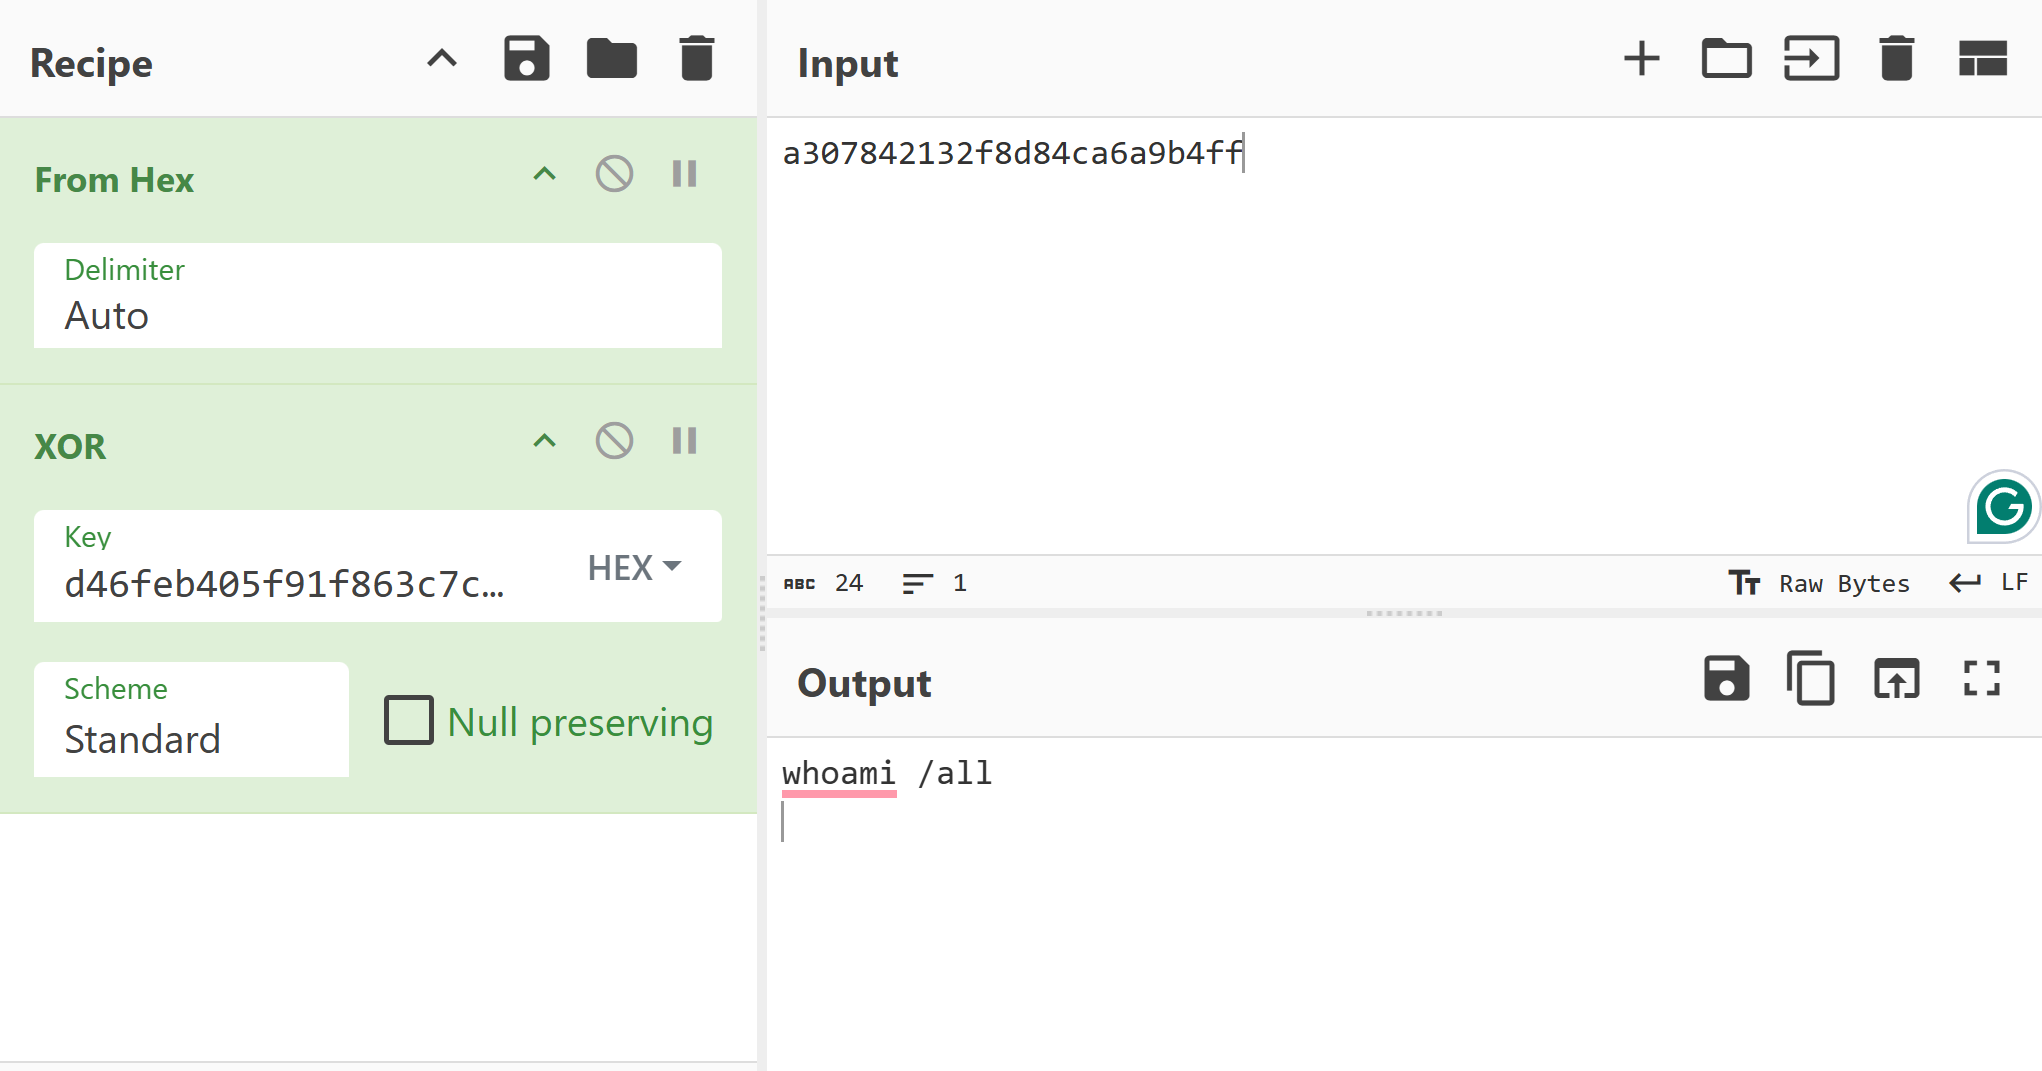 Recipe
From Hex
Delimiter
Auto
XOR
Key
d46feb405f91f863c7c...
HEX
Scheme
Standard
Null preserving
Input
a307842132f8d84ca6a9b4ff
ABC 24 1
Raw Bytes LF
Output
whoami /all